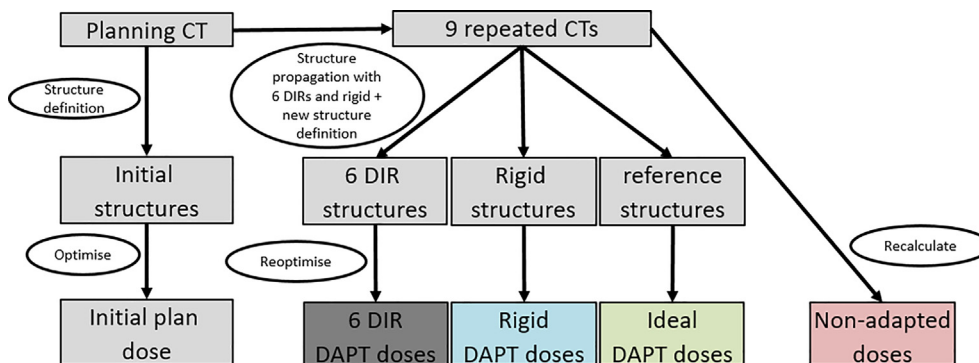 Planning CT
9 repeated CTs
Structure
definition
Structure
propagation with
6 DIRs and rigid +
new structure
definition
Initial
structures
6 DIR
structures
Rigid
structures
reference
structures
Optimise
Reoptimise
Recalculate
Initial plan
dose
6 DIR
DAPT doses
Rigid
DAPT doses
Ideal
DAPT doses
Non-adapted
doses